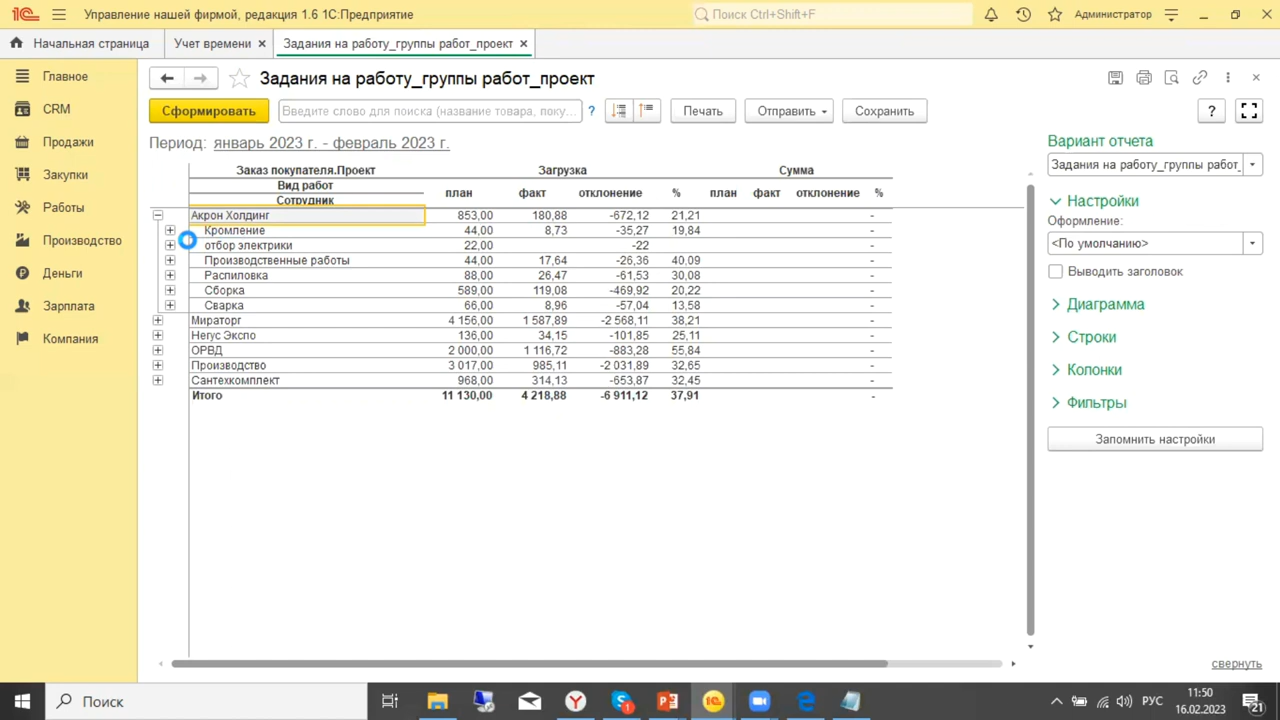 1С Управление нашей фирмой, редакция 1.6 1С:Предприятие Поиск Ctrl+Shift+F Администратор
Начальная страница Учет времени × Задания на работу_группы работ_проект ×
Главное
CRM
Продажи
Закупки
Работы
Производство
Деньги
Зарплата
Компания
Задания на работу_группы работ_проект
Сформировать Введите слово для поиска (название товара, поку... ? Печать Отправить Сохранить ?
Период: январь 2023 г. - февраль 2023 г.
Заказ покупателя.Проект Загрузка Сумма
Вид работ
Сотрудник план факт отклонение % план факт отклонение %
Акрон Холдинг 853,00 180,88 -672,12 21,21 -
Кромление 44,00 8,73 -35,27 19,84 -
отбор электрики 22,00 -22 -
Производственные работы 44,00 17,64 -26,36 40,09 -
Распиловка 88,00 26,47 -61,53 30,08 -
Сборка 589,00 119,08 -469,92 20,22 -
Сварка 66,00 8,96 -57,04 13,58 -
Мираторг 4 156,00 1 587,89 -2 568,11 38,21 -
Негус Экспо 136,00 34,15 -101,85 25,11 -
ОРВД 2 000,00 1 116,72 -883,28 55,84 -
Производство 3 017,00 985,11 -2 031,89 32,65 -
Сантехкомплект 968,00 314,13 -653,87 32,45 -
Итого 11 130,00 4 218,88 -6 911,12 37,91 -
Вариант отчета
Задания на работу_группы работ_
Настройки
Оформление:
<По умолчанию>
Выводить заголовок
Диаграмма
Строки
Колонки
Фильтры
Запомнить настройки
свернуть
Поиск
РУС
11:50
16.02.2023
21